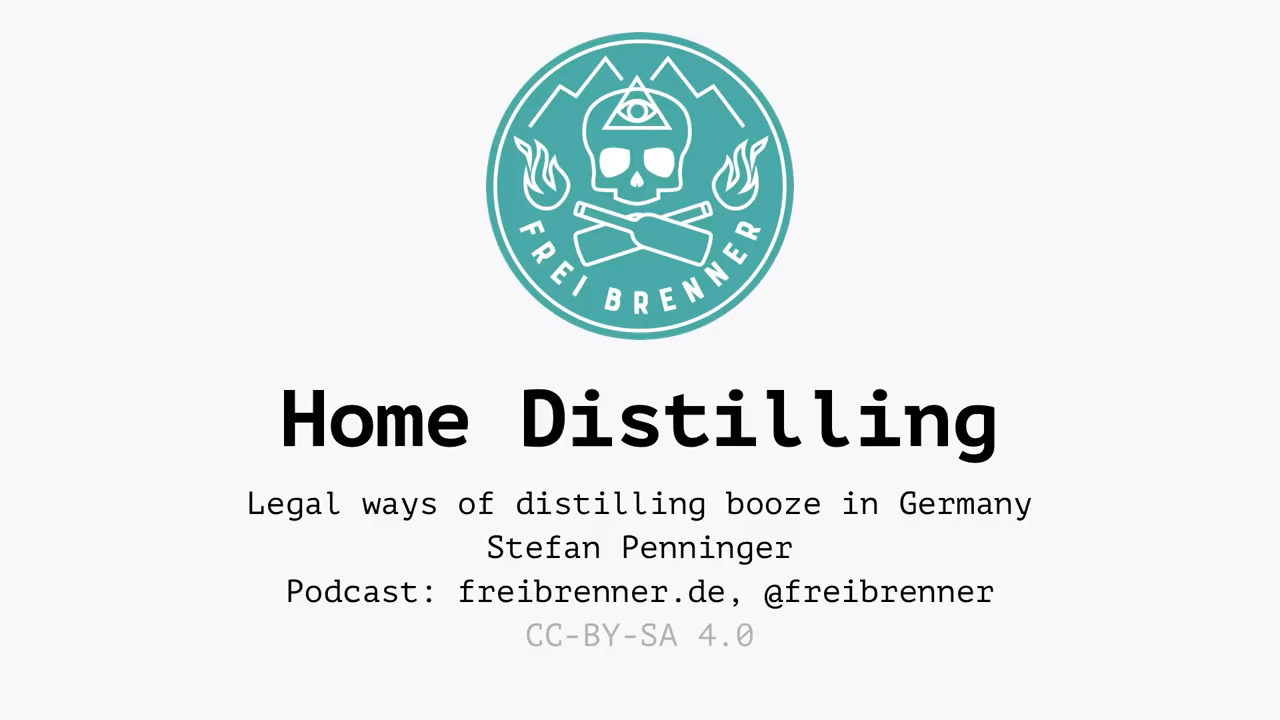 FREI BRENNER
Home Distilling
Legal ways of distilling booze in Germany
Stefan Penninger
Podcast: freibrenner.de, @freibrenner
CC-BY-SA 4.0